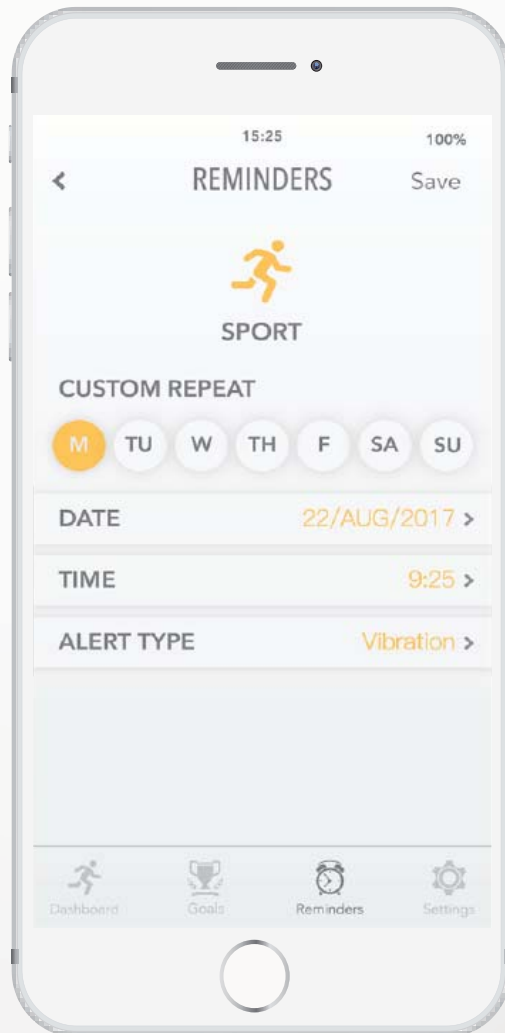 15:25 100%
< REMINDERS Save
SPORT
CUSTOM REPEAT
M TU W TH F SA SU
DATE 22/AUG/2017 >
TIME 9:25 >
ALERT TYPE Vibration >
Dashboard Goals Reminders Settings